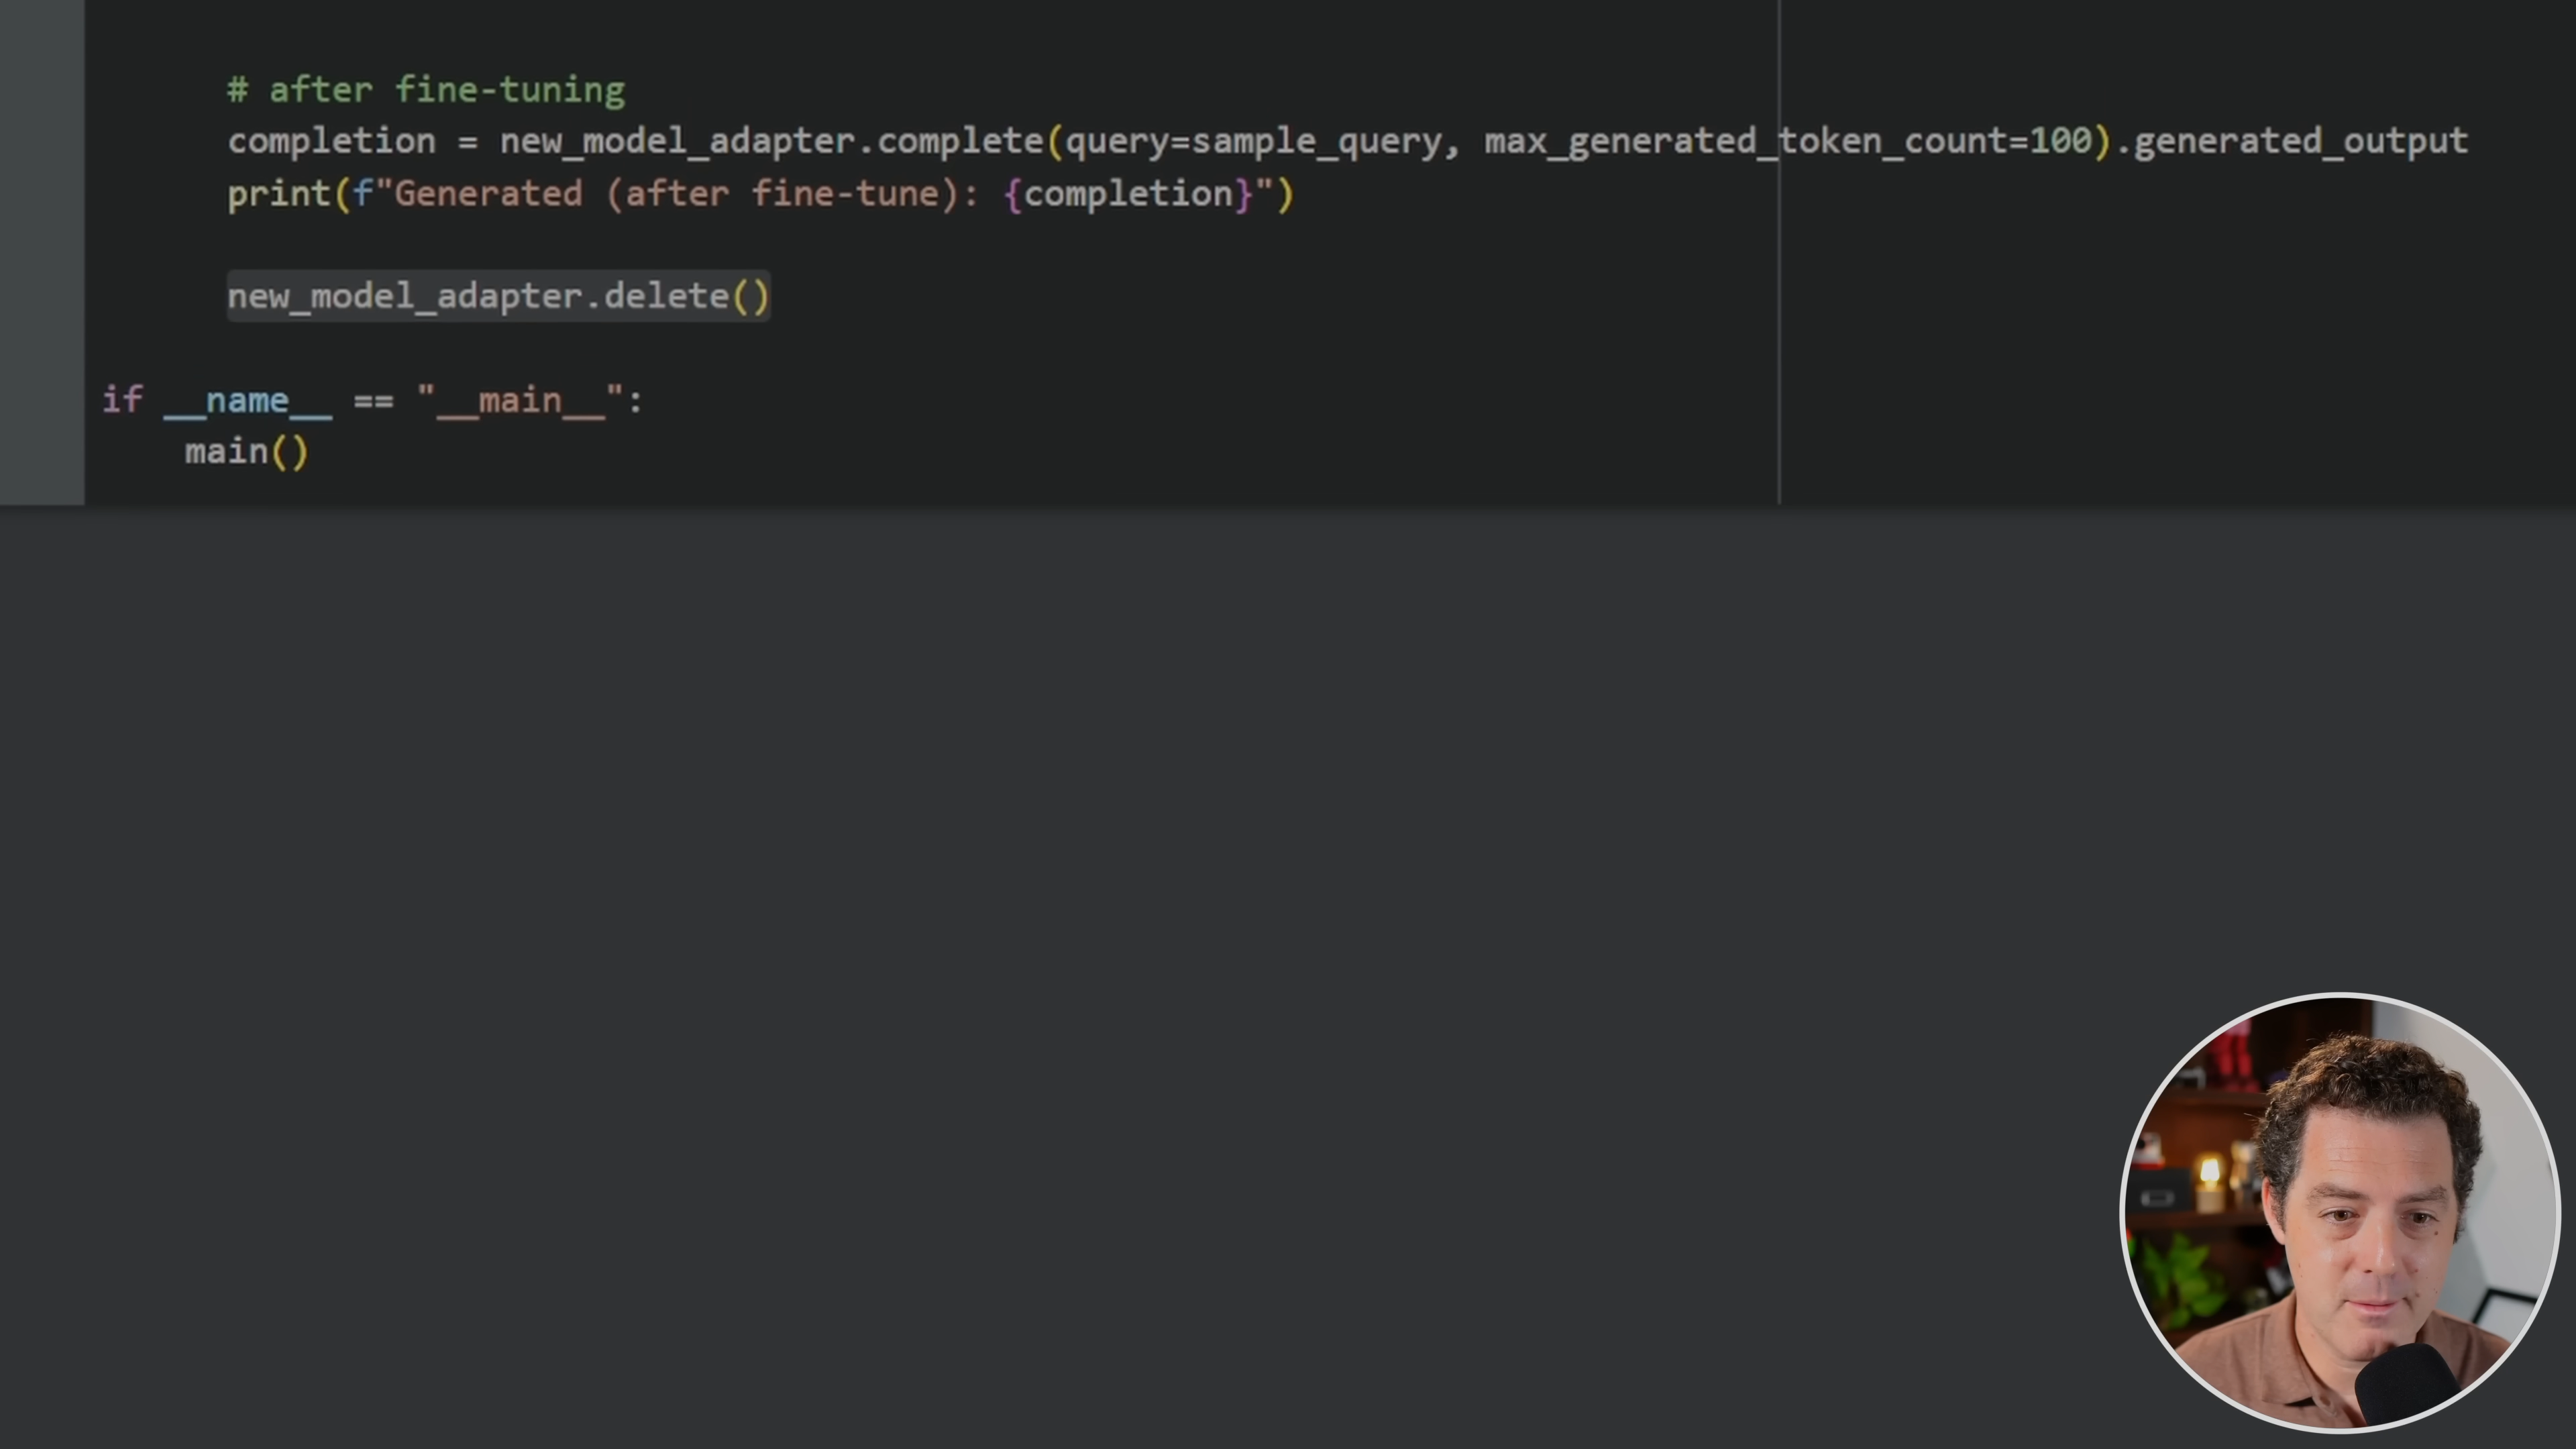 # after fine-tuning
completion = new_model_adapter.complete(query=sample_query, max_generated_token_count=100).generated_output
print(f"Generated (after fine-tune): {completion}")
new_model_adapter.delete()
if __name__ == "__main__":
main()